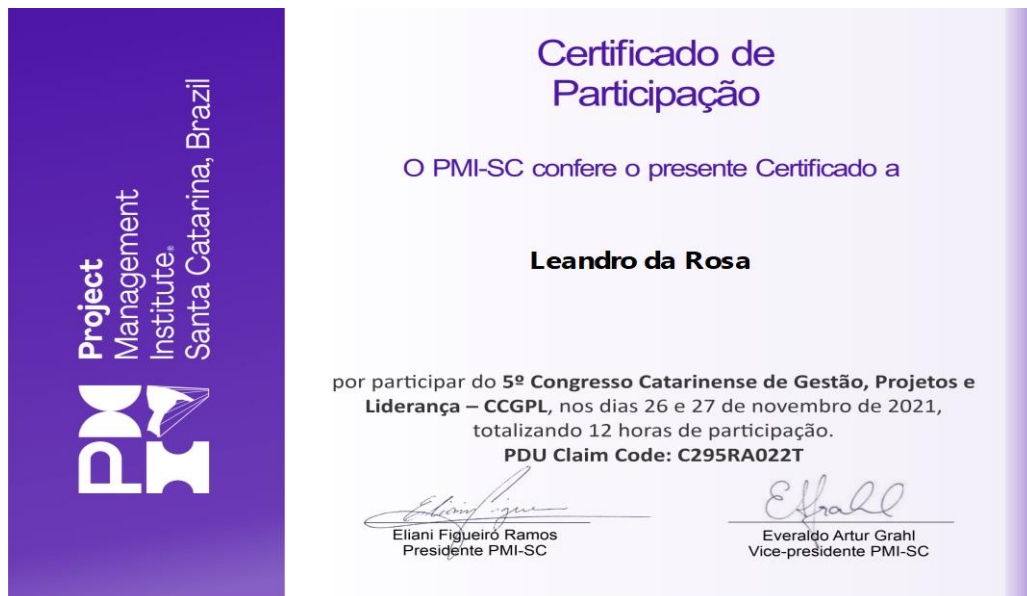 Project
Management
Institute®
Santa Catarina, Brazil
Certificado de
Participação
O PMI-SC confere o presente Certificado a
Leandro da Rosa
por participar do 5º Congresso Catarinense de Gestão, Projetos e
Liderança – CCGPL, nos dias 26 e 27 de novembro de 2021,
totalizando 12 horas de participação.
PDU Claim Code: C295RA022T
Eliani Figueiró Ramos
Presidente PMI-SC
Everaldo Artur Grahl
Vice-presidente PMI-SC